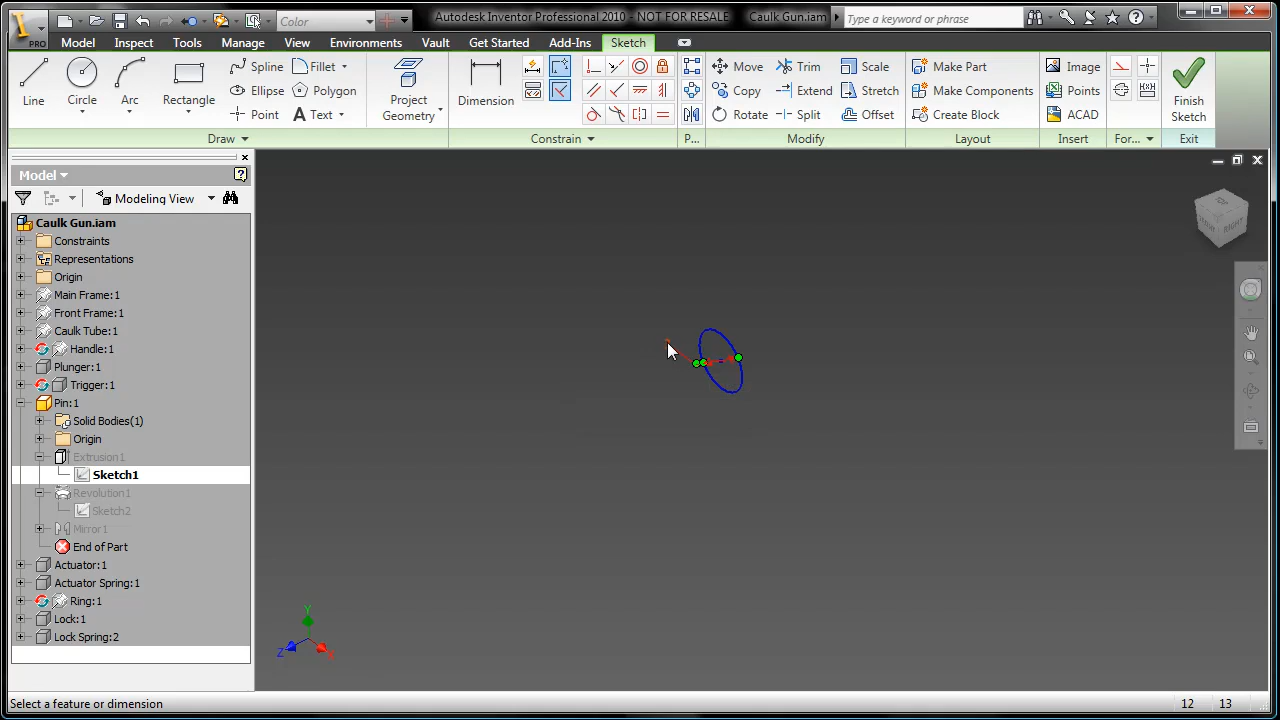 Color
Autodesk Inventor Professional 2010 - NOT FOR RESALE Caulk Gun.iam
Type a keyword or phrase
PRO
Model Inspect Tools Manage View Environments Vault Get Started Add-Ins Sketch
Line Circle Arc Rectangle
Spline Fillet
Ellipse Polygon
Point Text
Project Geometry
Dimension
Move Trim Scale
Copy Extend Stretch
Rotate Split Offset
Make Part
Make Components
Create Block
Image
Points
ACAD
Finish Sketch
Draw Constrain P... Modify Layout Insert For... Exit
Model
Modeling View
Caulk Gun.iam
Constraints
Representations
Origin
Main Frame:1
Front Frame:1
Caulk Tube:1
Handle:1
Plunger:1
Trigger:1
Pin:1
Solid Bodies(1)
Origin
Extrusion1
Sketch1
Revolution1
Sketch2
Mirror1
End of Part
Actuator:1
Actuator Spring:1
Ring:1
Lock:1
Lock Spring:2
RIGHT
Y
Z
X
Select a feature or dimension
12 13